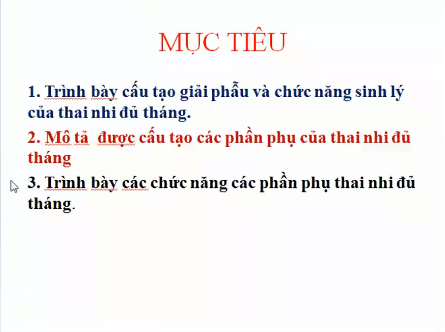 MỤC TIÊU
1. Trình bày cấu tạo giải phẫu và chức năng sinh lý
của thai nhi đủ tháng.
2. Mô tả được cấu tạo các phần phụ của thai nhi đủ
tháng
3. Trình bày các chức năng các phần phụ thai nhi đủ
tháng.